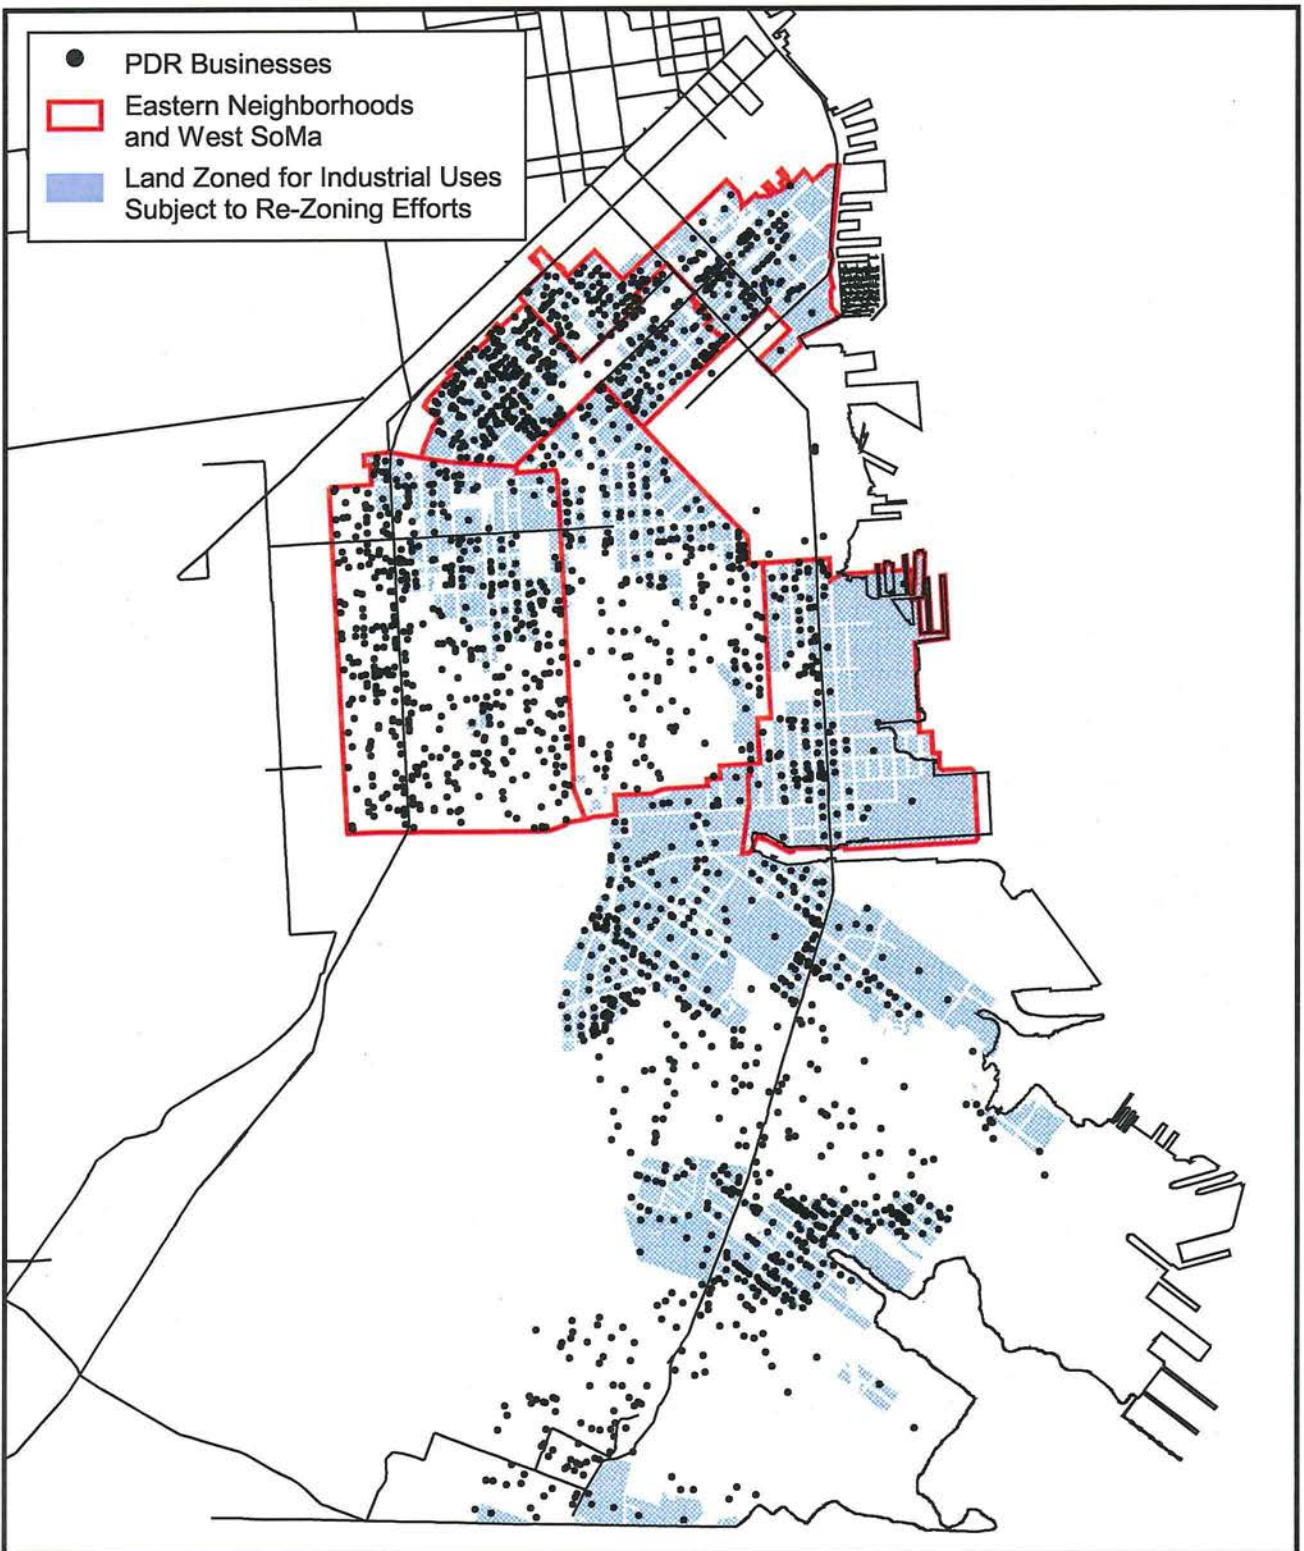 PDR Businesses
Eastern Neighborhoods
and West SoMa
Land Zoned for Industrial Uses
Subject to Re-Zoning Efforts